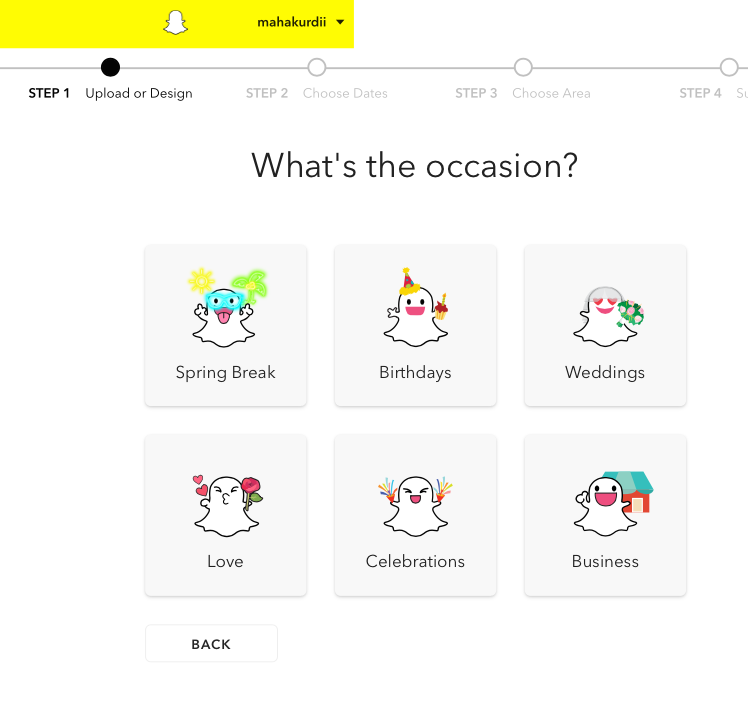 mahakurdii
STEP 1 Upload or Design STEP 2 Choose Dates STEP 3 Choose Area STEP 4
What's the occasion?
Spring Break Birthdays Weddings
Love Celebrations Business
BACK